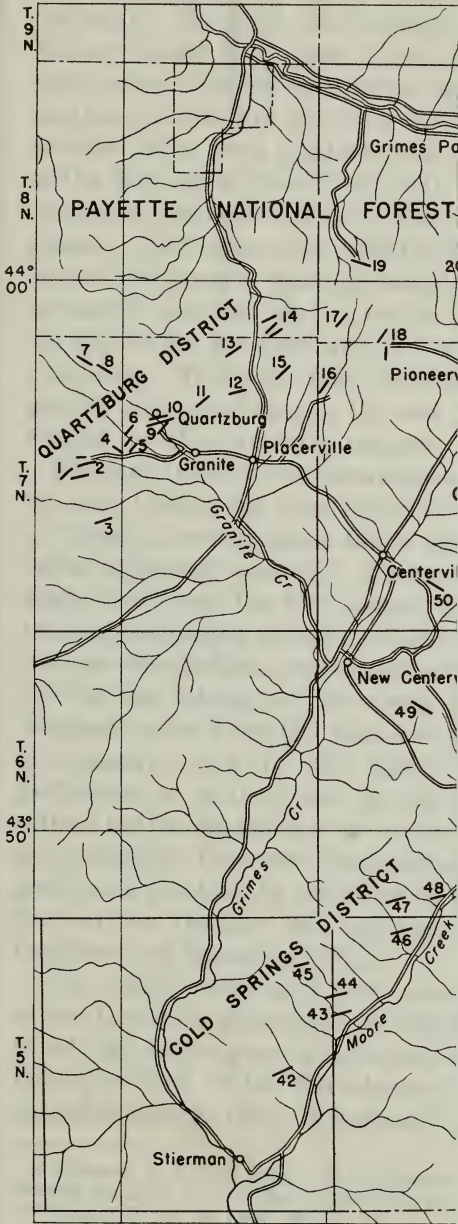 T.
9
N.
Grimes Pa
T.
8
N.
PAYETTE NATIONAL FOREST
19
20
44°
00'
QUARTZBURG DISTRICT
14
17
13
18
7
8
15
Pioneerv
16
12
11
10
Quartzburg
6
9
4
5
Placerville
Granite
1
2
T.
7
N.
3
Granite Cr
Centervil
50
New Centerv
49
T.
6
N.
43°
50'
Grimes Cr
COLD SPRINGS DISTRICT
48
47
46
Moore Creek
45
44
43
T.
5
N.
42
Stierman